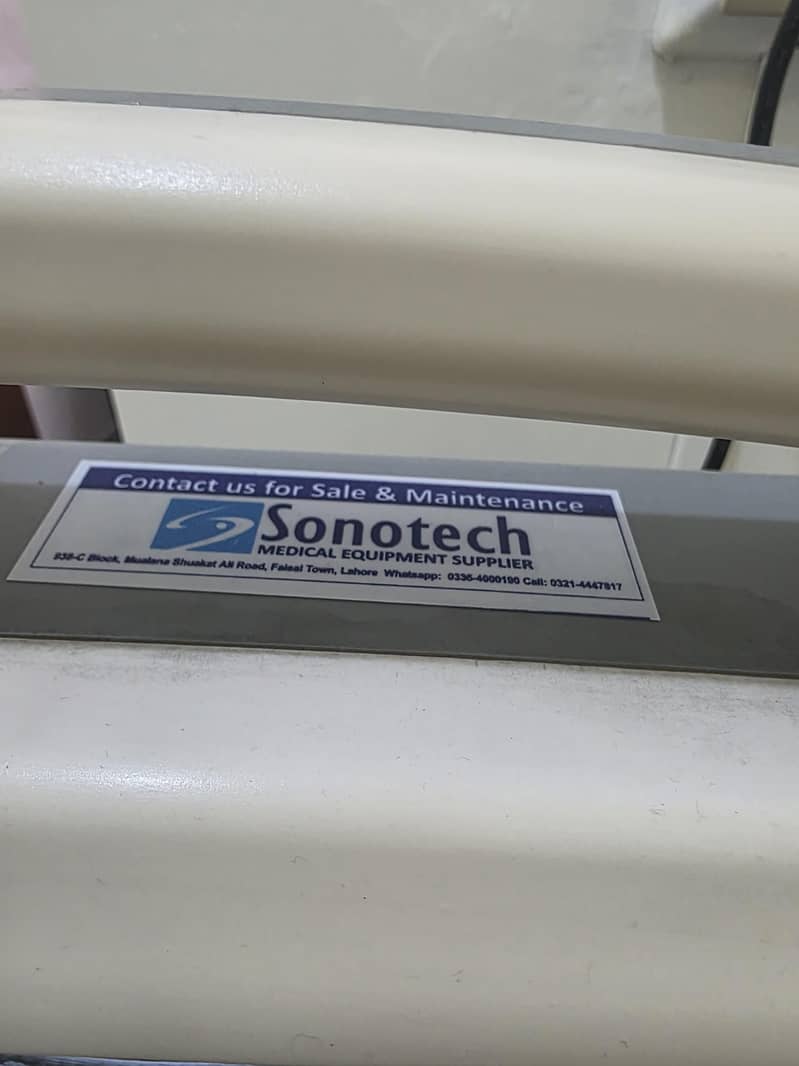 Contact us for Sale & Maintenance
Sonotech
MEDICAL EQUIPMENT SUPPLIER
938-C Block, Mualana Shuakat Ali Road, Faisal Town, Lahore Whatsapp: 0336-4000190 Call: 0321-4447817